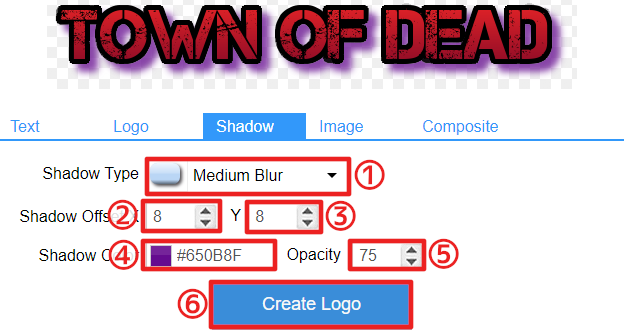 TOWN OF DEAD
Text Logo Shadow Image Composite
Shadow Type Medium Blur ①
Shadow Offset ② 8 Y 8 ③
Shadow ④ #650B8F Opacity 75 ⑤
⑥ Create Logo